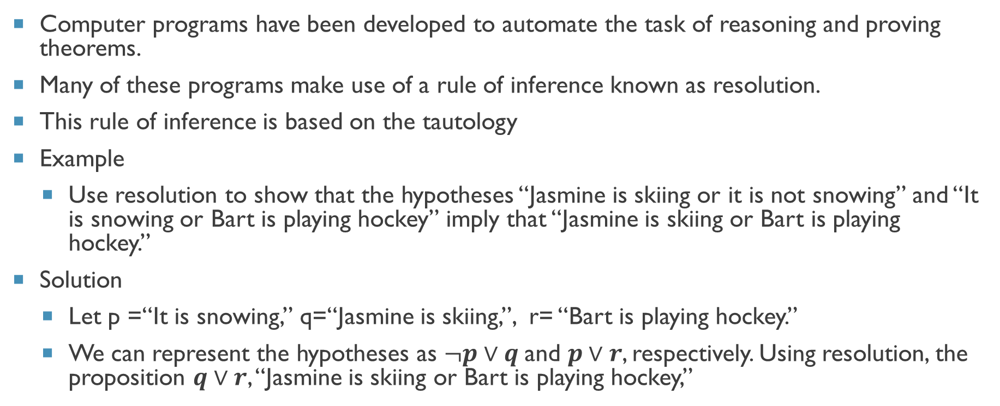 Computer programs have been developed to automate the task of reasoning and proving
theorems.
Many of these programs make use of a rule of inference known as resolution.
This rule of inference is based on the tautology
Example
Use resolution to show that the hypotheses “Jasmine is skiing or it is not snowing” and “It
is snowing or Bart is playing hockey” imply that “Jasmine is skiing or Bart is playing
hockey.”
Solution
Let p =“It is snowing,” q=“Jasmine is skiing,”, r= “Bart is playing hockey.”
We can represent the hypotheses as ¬p ∨ q and p ∨ r, respectively. Using resolution, the
proposition q ∨ r, “Jasmine is skiing or Bart is playing hockey,”